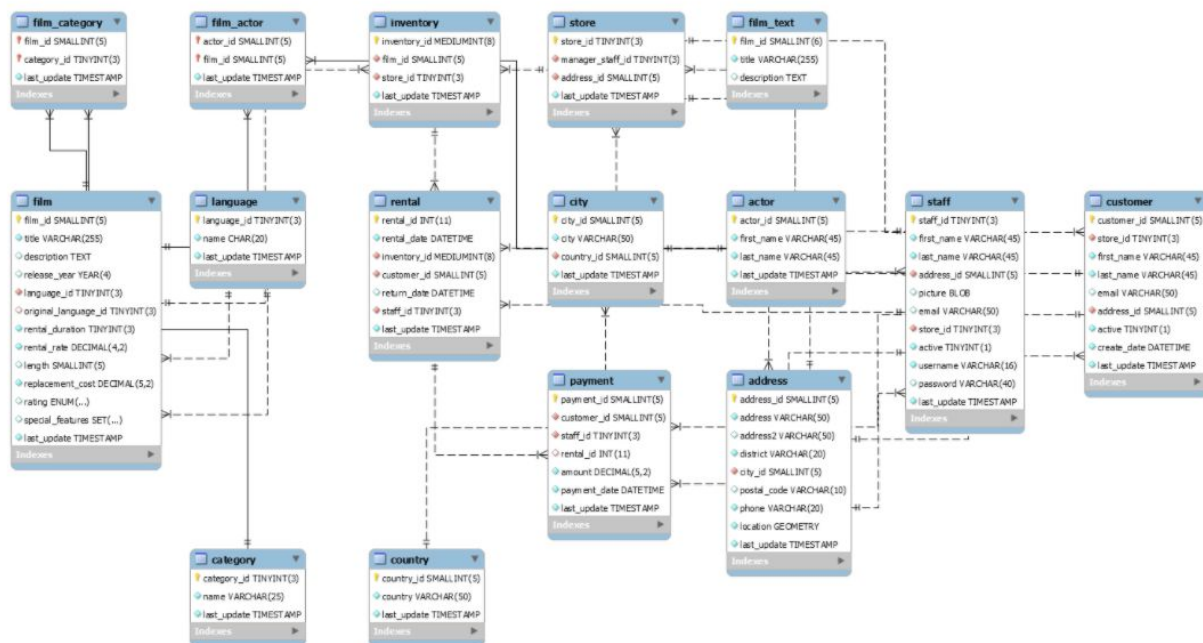 film_category
film_id SMALLINT(5)
category_id TINYINT(3)
last_update TIMESTAMP
Indexes
film_actor
actor_id SMALLINT(5)
film_id SMALLINT(5)
last_update TIMESTAMP
Indexes
inventory
inventory_id MEDIUMINT(8)
film_id SMALLINT(5)
store_id TINYINT(3)
last_update TIMESTAMP
Indexes
store
store_id TINYINT(3)
manager_staff_id TINYINT(3)
address_id SMALLINT(5)
last_update TIMESTAMP
Indexes
film_text
film_id SMALLINT(6)
title VARCHAR(255)
description TEXT
Indexes
film
film_id SMALLINT(5)
title VARCHAR(255)
description TEXT
release_year YEAR(4)
language_id TINYINT(3)
original_language_id TINYINT(3)
rental_duration TINYINT(3)
rental_rate DECIMAL(4,2)
length SMALLINT(5)
replacement_cost DECIMAL(5,2)
rating ENUM(...)
special_features SET(...)
last_update TIMESTAMP
Indexes
language
language_id TINYINT(3)
name CHAR(20)
last_update TIMESTAMP
Indexes
rental
rental_id INT(11)
rental_date DATETIME
inventory_id MEDIUMINT(8)
customer_id SMALLINT(5)
return_date DATETIME
staff_id TINYINT(3)
last_update TIMESTAMP
Indexes
city
city_id SMALLINT(5)
city VARCHAR(50)
country_id SMALLINT(5)
last_update TIMESTAMP
Indexes
actor
actor_id SMALLINT(5)
first_name VARCHAR(45)
last_name VARCHAR(45)
last_update TIMESTAMP
Indexes
staff
staff_id TINYINT(3)
first_name VARCHAR(45)
last_name VARCHAR(45)
address_id SMALLINT(5)
picture BLOB
email VARCHAR(50)
store_id TINYINT(3)
active TINYINT(1)
username VARCHAR(16)
password VARCHAR(40)
last_update TIMESTAMP
Indexes
customer
customer_id SMALLINT(5)
store_id TINYINT(3)
first_name VARCHAR(45)
last_name VARCHAR(45)
email VARCHAR(50)
address_id SMALLINT(5)
active TINYINT(1)
create_date DATETIME
last_update TIMESTAMP
Indexes
payment
payment_id SMALLINT(5)
customer_id SMALLINT(5)
staff_id TINYINT(3)
rental_id INT(11)
amount DECIMAL(5,2)
payment_date DATETIME
last_update TIMESTAMP
Indexes
address
address_id SMALLINT(5)
address VARCHAR(50)
address2 VARCHAR(50)
district VARCHAR(20)
city_id SMALLINT(5)
postal_code VARCHAR(10)
phone VARCHAR(20)
location GEOMETRY
last_update TIMESTAMP
Indexes
category
category_id TINYINT(3)
name VARCHAR(25)
last_update TIMESTAMP
Indexes
country
country_id SMALLINT(5)
country VARCHAR(50)
last_update TIMESTAMP
Indexes